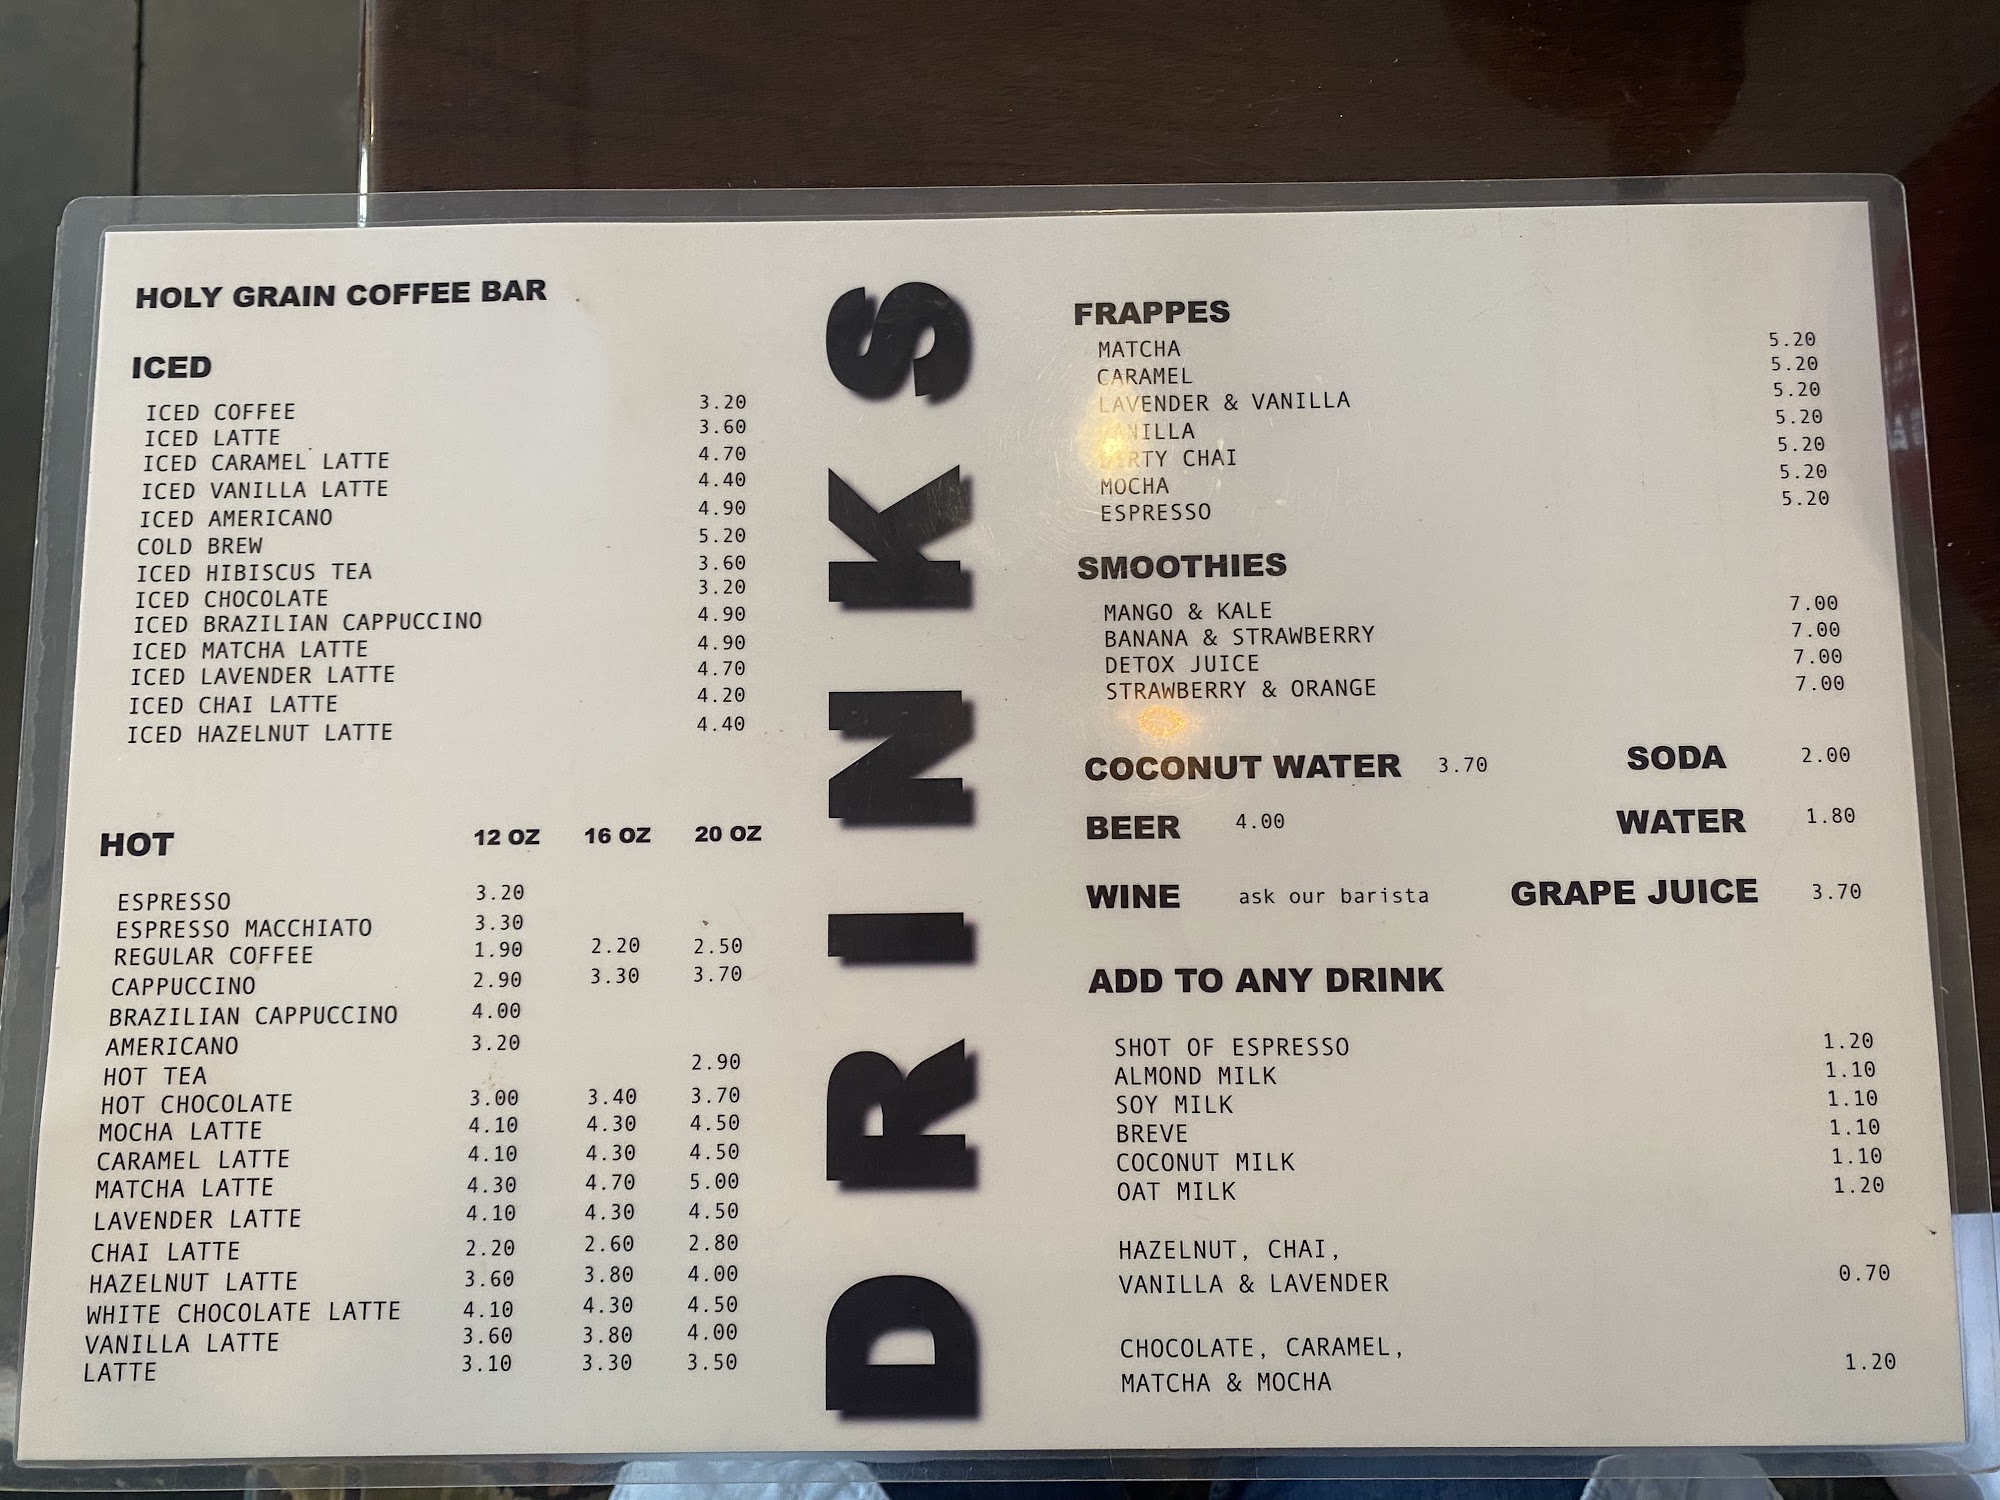 HOLY GRAIN COFFEE BAR
ICED
ICED COFFEE 3.20
ICED LATTE 3.60
ICED CARAMEL LATTE 4.70
ICED VANILLA LATTE 4.40
ICED AMERICANO 4.90
COLD BREW 5.20
ICED HIBISCUS TEA 3.60
ICED CHOCOLATE 3.20
ICED BRAZILIAN CAPPUCCINO 4.90
ICED MATCHA LATTE 4.90
ICED LAVENDER LATTE 4.70
ICED CHAI LATTE 4.20
ICED HAZELNUT LATTE 4.40
HOT 12 OZ 16 OZ 20 OZ
ESPRESSO 3.20
ESPRESSO MACCHIATO 3.30
REGULAR COFFEE 1.90 2.20 2.50
CAPPUCCINO 2.90 3.30 3.70
BRAZILIAN CAPPUCCINO 4.00
AMERICANO 3.20
HOT TEA 2.90
HOT CHOCOLATE 3.00 3.40 3.70
MOCHA LATTE 4.10 4.30 4.50
CARAMEL LATTE 4.10 4.30 4.50
MATCHA LATTE 4.30 4.70 5.00
LAVENDER LATTE 4.10 4.30 4.50
CHAI LATTE 2.20 2.60 2.80
HAZELNUT LATTE 3.60 3.80 4.00
WHITE CHOCOLATE LATTE 4.10 4.30 4.50
VANILLA LATTE 3.60 3.80 4.00
LATTE 3.10 3.30 3.50
DRINKS
FRAPPES
MATCHA 5.20
CARAMEL 5.20
LAVENDER & VANILLA 5.20
VANILLA 5.20
DIRTY CHAI 5.20
MOCHA 5.20
ESPRESSO 5.20
SMOOTHIES
MANGO & KALE 7.00
BANANA & STRAWBERRY 7.00
DETOX JUICE 7.00
STRAWBERRY & ORANGE 7.00
COCONUT WATER 3.70 SODA 2.00
BEER 4.00 WATER 1.80
WINE ask our barista GRAPE JUICE 3.70
ADD TO ANY DRINK
SHOT OF ESPRESSO 1.20
ALMOND MILK 1.10
SOY MILK 1.10
BREVE 1.10
COCONUT MILK 1.10
OAT MILK 1.20
HAZELNUT, CHAI,
VANILLA & LAVENDER 0.70
CHOCOLATE, CARAMEL,
MATCHA & MOCHA 1.20